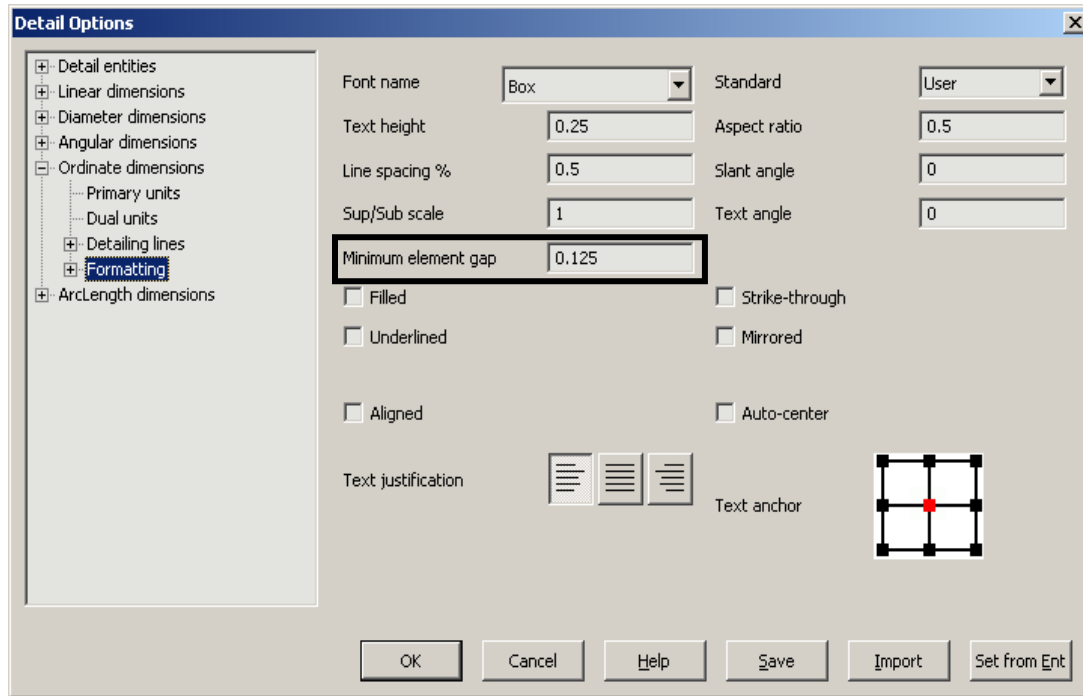 Detail Options
Detail entities
Linear dimensions
Diameter dimensions
Angular dimensions
Ordinate dimensions
Primary units
Dual units
Detailing lines
Formatting
ArcLength dimensions
Font name Box Standard User
Text height 0.25 Aspect ratio 0.5
Line spacing % 0.5 Slant angle 0
Sup/Sub scale 1 Text angle 0
Minimum element gap 0.125
Filled Strike-through
Underlined Mirrored
Aligned Auto-center
Text justification
Text anchor
OK Cancel Help Save Import Set from Ent